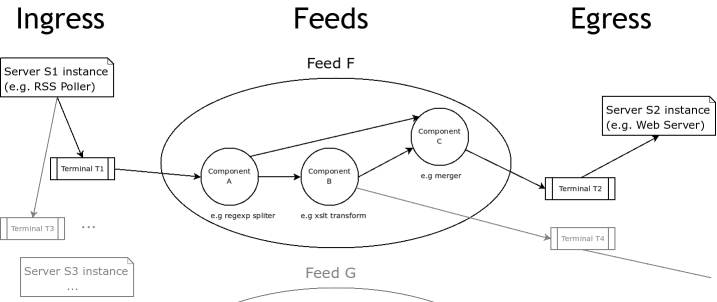 Ingress
Feeds
Egress
Feed F
Server S1 instance
(e.g. RSS Poller)
Server S2 instance
(e.g. Web Server)
Component
C
Terminal T1
Component
A
Component
B
e.g merger
Terminal T2
e.g regexp spliter
e.g xslt transform
Terminal T3
...
Terminal T4
Server S3 instance
...
Feed G